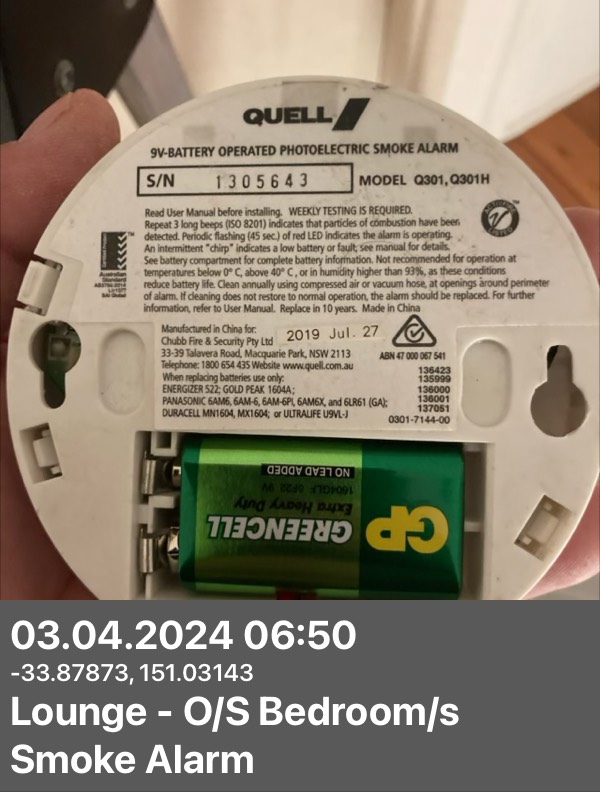 QUELL
9V-BATTERY OPERATED PHOTOELECTRIC SMOKE ALARM
S/N 1305643 MODEL Q301, Q301H
Read User Manual before installing. WEEKLY TESTING IS REQUIRED.
Repeat 3 long beeps (ISO 8201) indicates that particles of combustion have been
detected. Periodic flashing (45 sec.) of red LED indicates the alarm is operating.
An intermittent "chirp" indicates a low battery or fault; see manual for details.
See battery compartment for complete battery information. Not recommended for operation at
temperatures below 0° C, above 40° C , or in humidity higher than 93%, as these conditions
reduce battery life. Clean annually using compressed air or vacuum hose, at openings around perimeter
of alarm. If cleaning does not restore to normal operation, the alarm should be replaced. For further
information, refer to User Manual. Replace in 10 years. Made in China
Australian
Standard
Manufactured in China for:
Chubb Fire & Security Pty Ltd
2019 Jul. 27
33-39 Talavera Road, Macquarie Park, NSW 2113
Telephone: 1800 654 435 Website www.quell.com.au
ABN 47 000 067 541
When replacing batteries use only:
ENERGIZER 522; GOLD PEAK 1604A;
PANASONIC 6AM6, 6AM-6, 6AM-6PI, 6AM6X, and 6LR61 (GA);
DURACELL MN1604, MX1604; or ULTRALIFE U9VL-J
136423
135999
136000
136001
137051
0301-7144-00
GP GREENCELL
Extra Heavy Duty
1604GLF 6F22 9V
NO LEAD ADDED
03.04.2024 06:50
-33.87873, 151.03143
Lounge - O/S Bedroom/s
Smoke Alarm